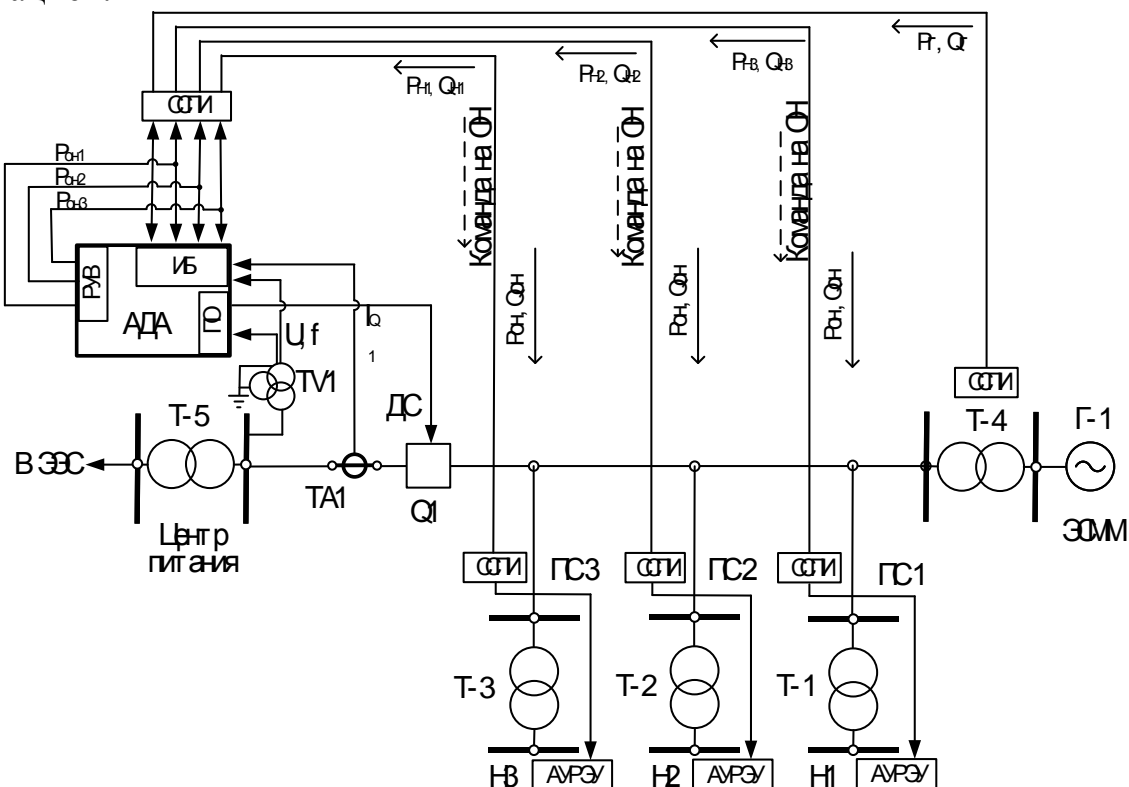 Рг, Qг
Рн3, Qн3
Рн2, Qн2
Рн1, Qн1
ССПИ
Команда на ОН
Команда на ОН
Команда на ОН
Рон1
Рон2
Рон3
РУВ
ИБ
АДА
ПО
U, f
IQ
1
Рон, Qон
Рон, Qон
Рон, Qон
TV1
ССПИ
Т-5
ДС
Т-4
Г-1
В ЭЭС
ТА1
Q1
ЭСММ
Центр
питания
ССПИ
ПС3
ССПИ
ПС2
ССПИ
ПС1
Т-3
Т-2
Т-1
Н3
АУРЭУ
Н2
АУРЭУ
Н1
АУРЭУ